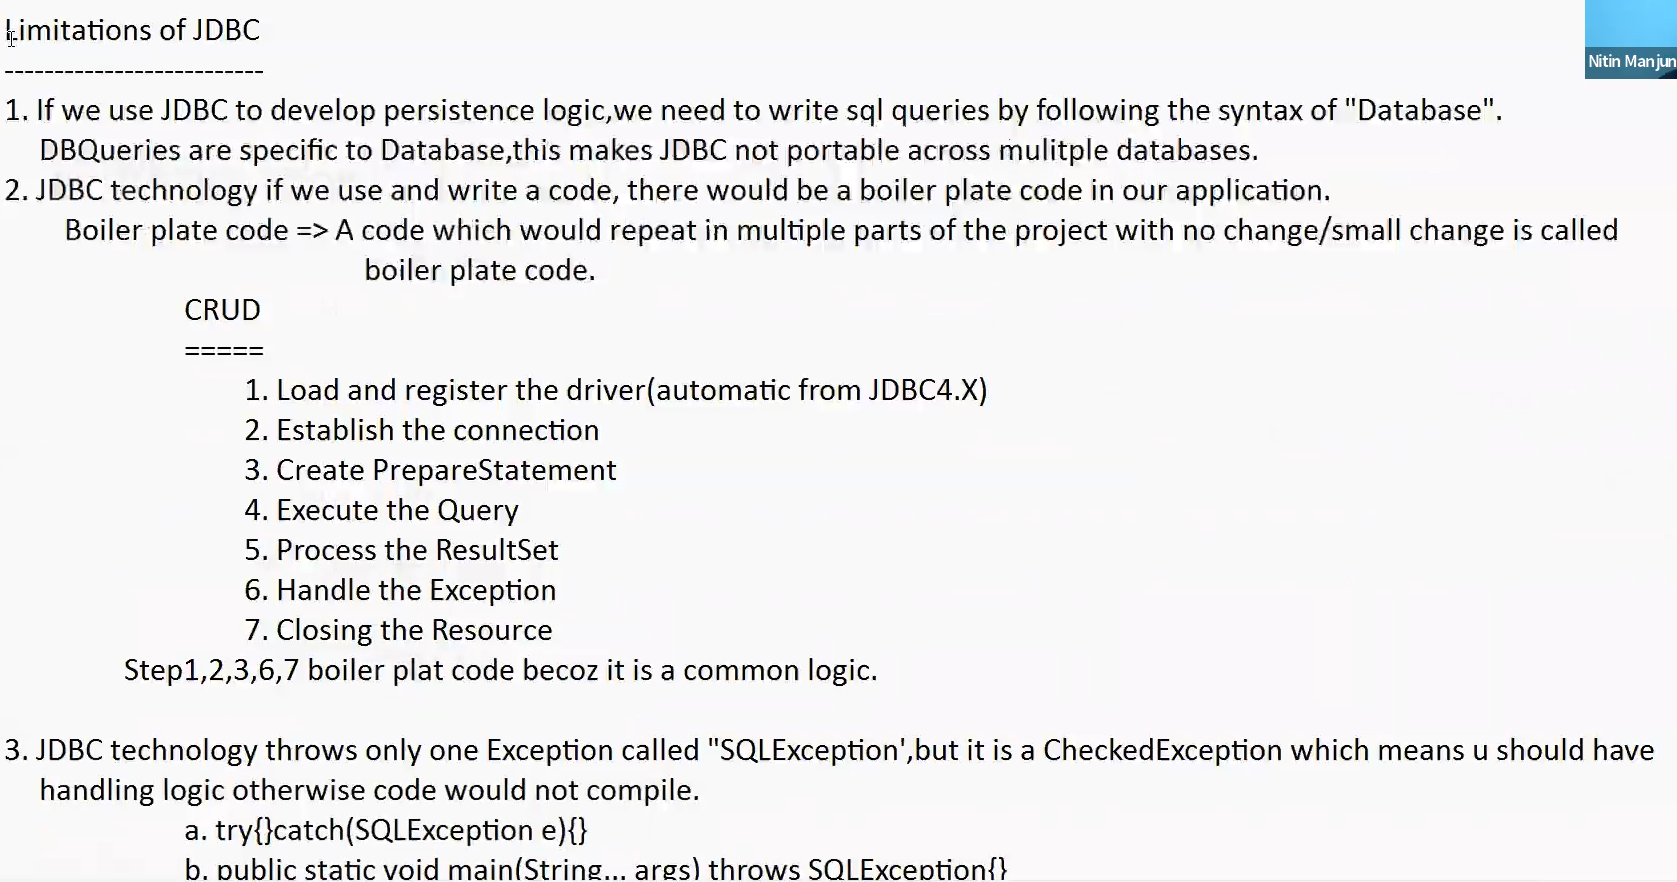 Limitations of JDBC
--------------------------
Nitin Manjun
1. If we use JDBC to develop persistence logic,we need to write sql queries by following the syntax of "Database".
DBQueries are specific to Database,this makes JDBC not portable across mulitple databases.
2. JDBC technology if we use and write a code, there would be a boiler plate code in our application.
Boiler plate code => A code which would repeat in multiple parts of the project with no change/small change is called
boiler plate code.
CRUD
=====
1. Load and register the driver(automatic from JDBC4.X)
2. Establish the connection
3. Create PrepareStatement
4. Execute the Query
5. Process the ResultSet
6. Handle the Exception
7. Closing the Resource
Step1,2,3,6,7 boiler plat code becoz it is a common logic.
3. JDBC technology throws only one Exception called "SQLException',but it is a CheckedException which means u should have
handling logic otherwise code would not compile.
a. try{}catch(SQLException e){}
b. public static void main(String... args) throws SQLException{}